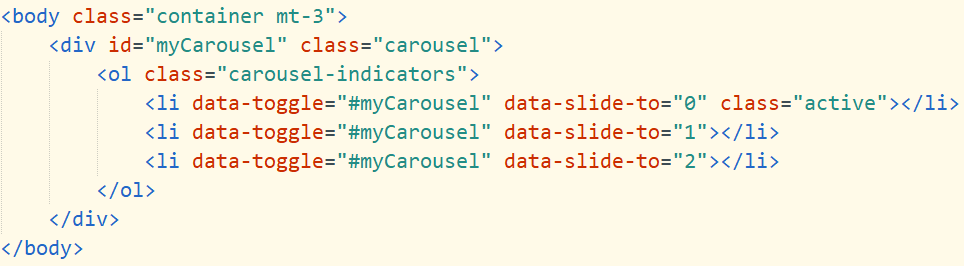 <body class="container mt-3">
    <div id="myCarousel" class="carousel">
        <ol class="carousel-indicators">
            <li data-toggle="#myCarousel" data-slide-to="0" class="active"></li>
            <li data-toggle="#myCarousel" data-slide-to="1"></li>
            <li data-toggle="#myCarousel" data-slide-to="2"></li>
        </ol>
    </div>
</body>